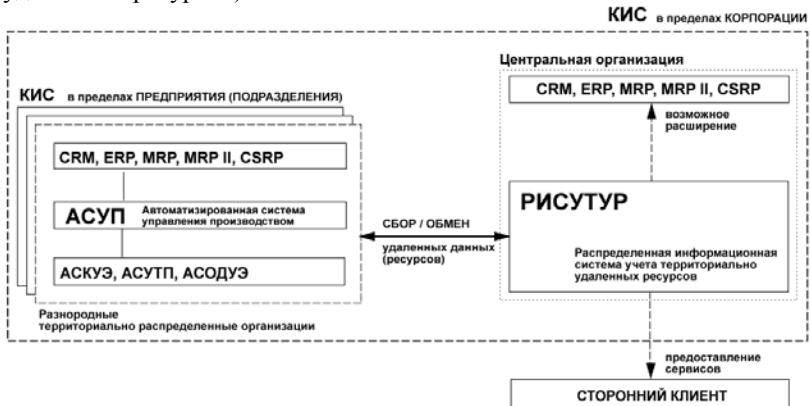 КИС в пределах КОРПОРАЦИИ
Центральная организация
CRM, ERP, MRP, MRP II, CSRP
возможное
расширение
РИСУТУР
Распределенная информационная
система учета территориально
удаленных ресурсов
КИС в пределах ПРЕДПРИЯТИЯ (ПОДРАЗДЕЛЕНИЯ)
CRM, ERP, MRP, MRP II, CSRP
АСУП Автоматизированная система
управления производством
АСКУЭ, АСУТП, АСОДУЭ
Разнородные
территориально распределенные организации
СБОР / ОБМЕН
удаленных данных
(ресурсов)
предоставление
сервисов
СТОРОННИЙ КЛИЕНТ